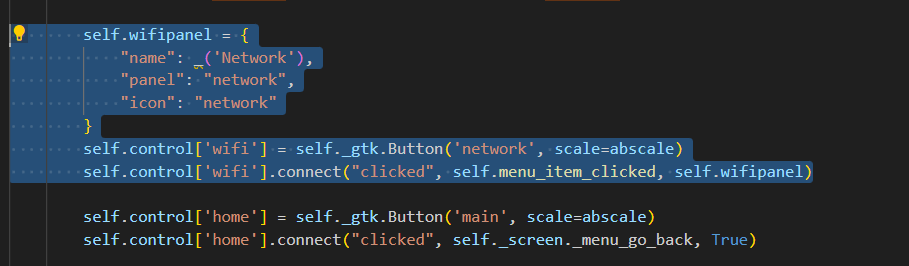 self.wifipanel = {
"name": _('Network'),
"panel": "network",
"icon": "network"
}
self.control['wifi'] = self._gtk.Button('network', scale=abscale)
self.control['wifi'].connect("clicked", self.menu_item_clicked, self.wifipanel)
self.control['home'] = self._gtk.Button('main', scale=abscale)
self.control['home'].connect("clicked", self._screen._menu_go_back, True)